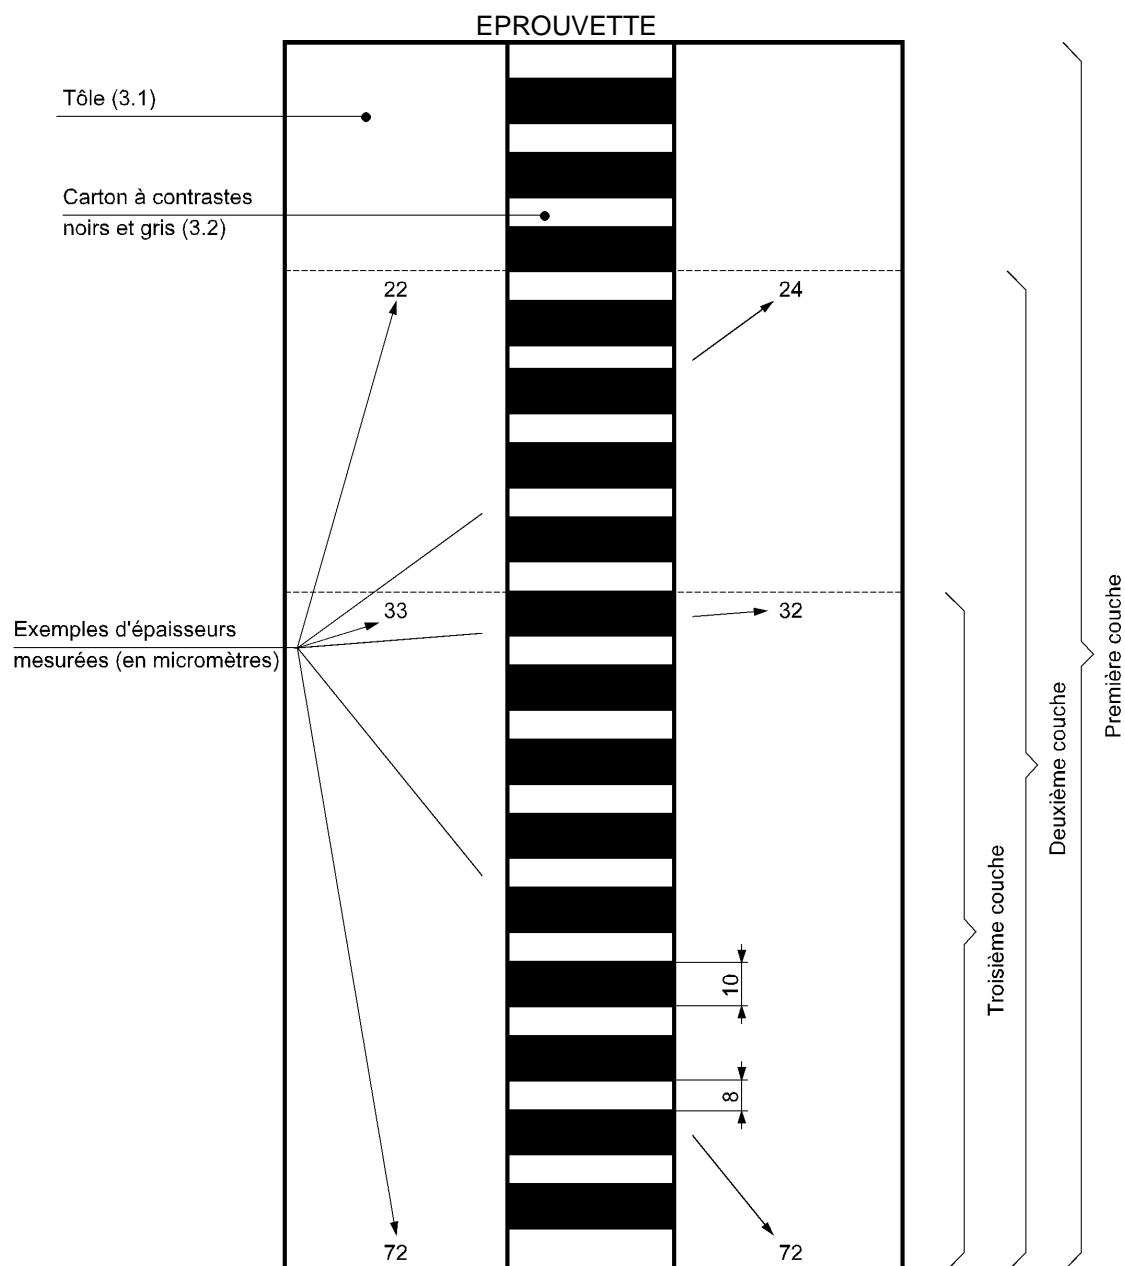 EPROUVETTE
Tôle (3.1)
Carton à contrastes
noirs et gris (3.2)
22
24
33
32
Exemples d'épaisseurs
mesurées (en micromètres)
Première couche
Deuxième couche
Troisième couche
10
8
72
72